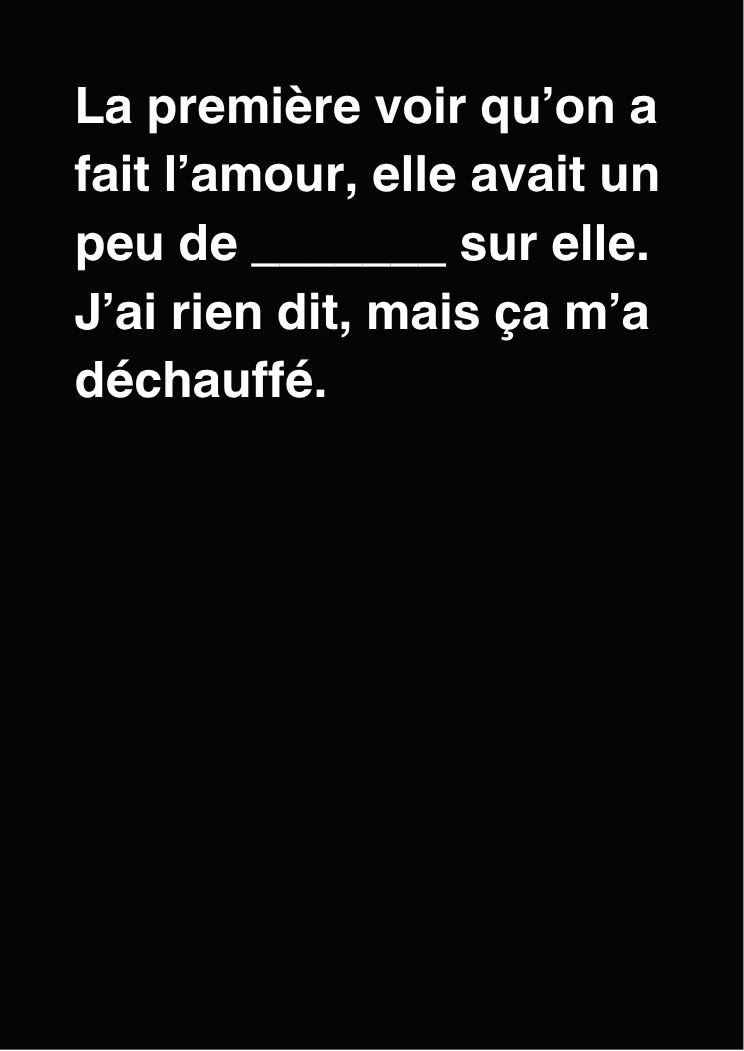 La première voir qu’on a
fait l’amour, elle avait un
peu de _______ sur elle.
J’ai rien dit, mais ça m’a
déchauffé.